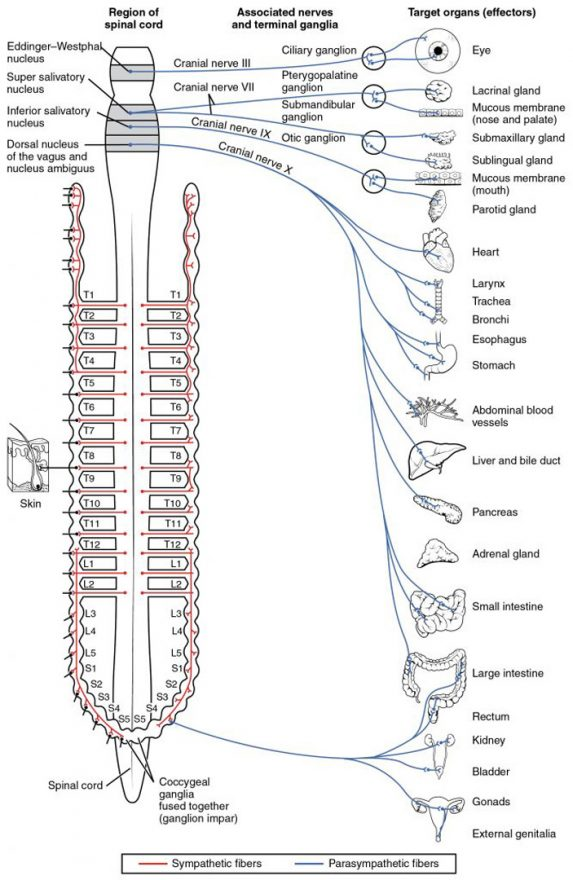 Region of
spinal cord
Associated nerves
and terminal ganglia
Target organs (effectors)
Eddinger–Westphal
nucleus
Super salivatory
nucleus
Inferior salivatory
nucleus
Dorsal nucleus
of the vagus and
nucleus ambiguus
Cranial nerve III
Cranial nerve VII
Cranial nerve IX
Cranial nerve X
Ciliary ganglion
Pterygopalatine
ganglion
Submandibular
ganglion
Otic ganglion
Eye
Lacrinal gland
Mucous membrane
(nose and palate)
Submaxillary gland
Sublingual gland
Mucous membrane
(mouth)
Parotid gland
Heart
Larynx
Trachea
Bronchi
Esophagus
Stomach
Abdominal blood
vessels
Liver and bile duct
Pancreas
Adrenal gland
Small intestine
Large intestine
Rectum
Kidney
Bladder
Gonads
External genitalia
T1 T1
T2 T2
T3 T3
T4 T4
T5 T5
T6 T6
T7 T7
T8 T8
T9 T9
T10 T10
T11 T11
T12 T12
L1 L1
L2 L2
L3 L3
L4 L4
L5 L5
S1 S1
S2 S2
S3 S3
S4 S4
S5 S5
Skin
Spinal cord
Coccygeal
ganglia
fused together
(ganglion impar)
Sympathetic fibers
Parasympathetic fibers